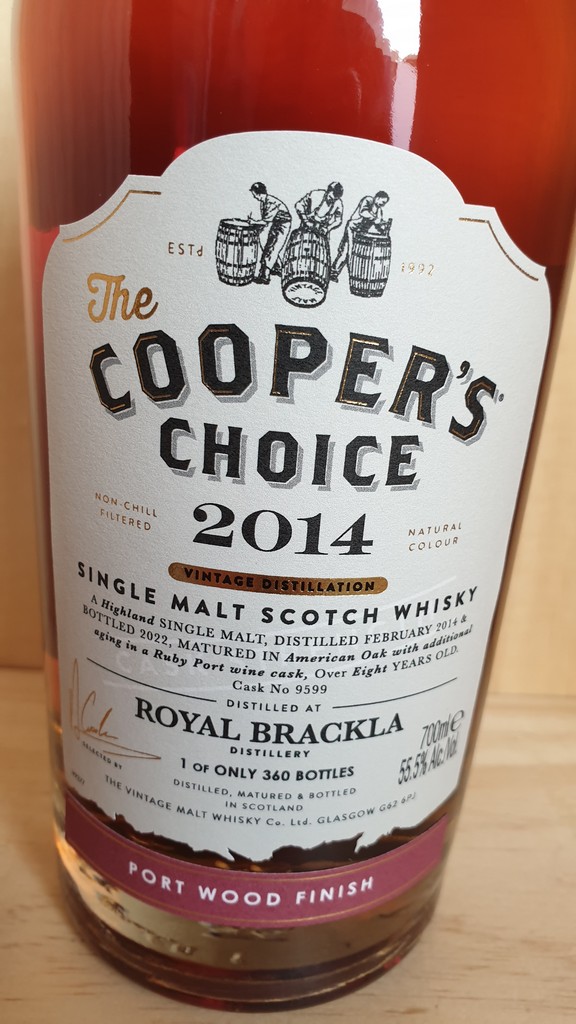 ESTd 1992
The
COOPER'S
CHOICE
NON-CHILL
FILTERED
2014
NATURAL
COLOUR
VINTAGE DISTILLATION
SINGLE MALT SCOTCH WHISKY
A Highland SINGLE MALT, DISTILLED FEBRUARY 2014 &
BOTTLED 2022, MATURED IN American Oak with additional
aging in a Ruby Port wine cask, Over Eight YEARS OLD.
Cask No 9599
DISTILLED AT
ROYAL BRACKLA
DISTILLERY
SELECTED BY
1 OF ONLY 360 BOTTLES
700ml e
55.5% Alc./Vol.
DISTILLED, MATURED & BOTTLED
IN SCOTLAND
THE VINTAGE MALT WHISKY Co. Ltd. GLASGOW G62 6PJ
PORT WOOD FINISH